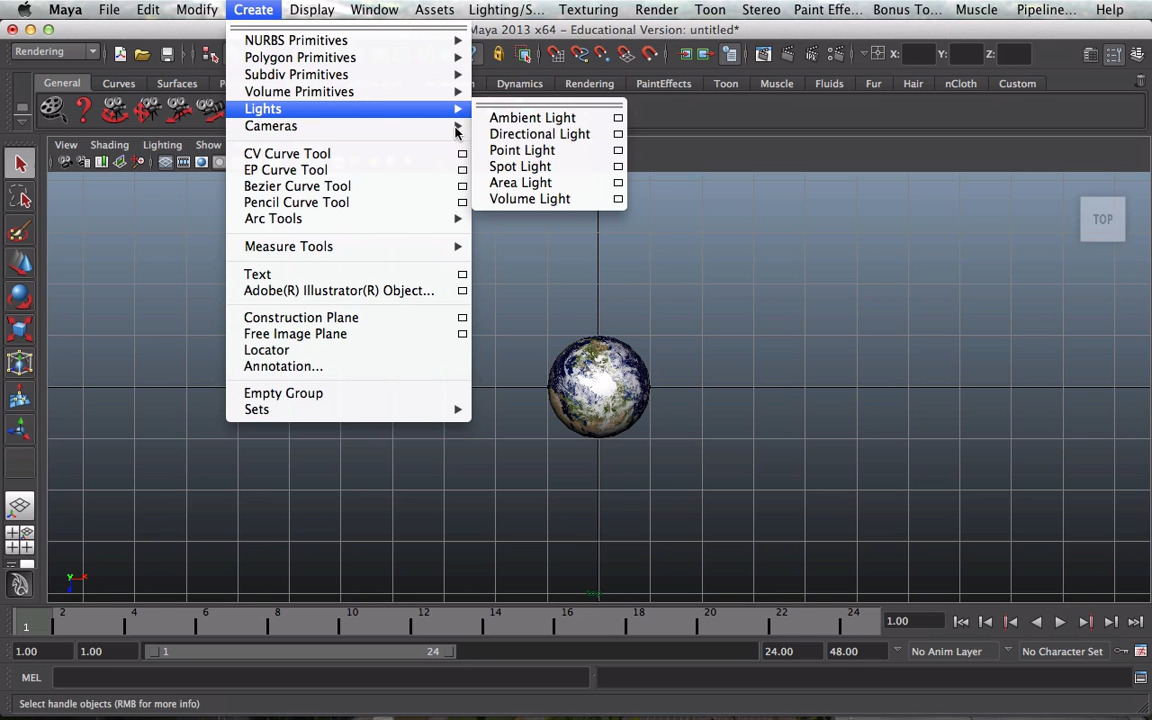 Maya File Edit Modify Create Display Window Assets Lighting/S... Texturing Render Toon Stereo Paint Effe... Bonus To... Muscle Pipeline... Help
Maya 2013 x64 - Educational Version: untitled*
Rendering X: Y: Z:
General Curves Surfaces Dynamics Rendering PaintEffects Toon Muscle Fluids Fur Hair nCloth Custom
View Shading Lighting Show
NURBS Primitives
Polygon Primitives
Subdiv Primitives
Volume Primitives
Lights
Cameras
CV Curve Tool
EP Curve Tool
Bezier Curve Tool
Pencil Curve Tool
Arc Tools
Measure Tools
Text
Adobe(R) Illustrator(R) Object...
Construction Plane
Free Image Plane
Locator
Annotation...
Empty Group
Sets
Ambient Light
Directional Light
Point Light
Spot Light
Area Light
Volume Light
TOP
Y X
1 2 4 6 8 10 12 14 16 18 20 22 24 1.00
1.00 1.00 1 24 24.00 48.00 No Anim Layer No Character Set
MEL
Select handle objects (RMB for more info)